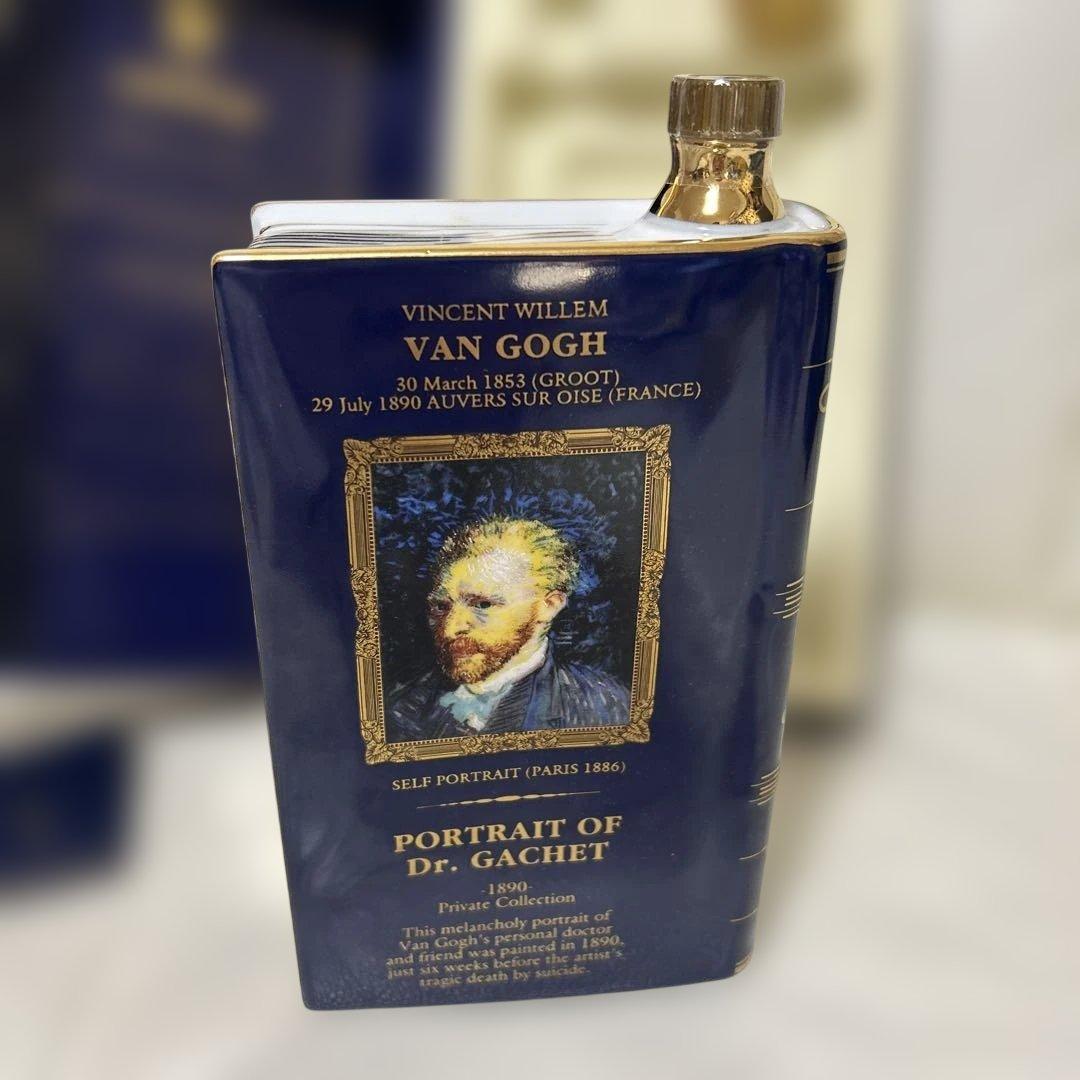 VINCENT WILLEM
VAN GOGH
30 March 1853 (GROOT)
29 July 1890 AUVERS SUR OISE (FRANCE)
SELF PORTRAIT (PARIS 1886)
PORTRAIT OF
Dr. GACHET
-1890-
Private Collection
This melancholy portrait of
Van Gogh's personal doctor
and friend was painted in 1890,
just six weeks before the artist's
tragic death by suicide.